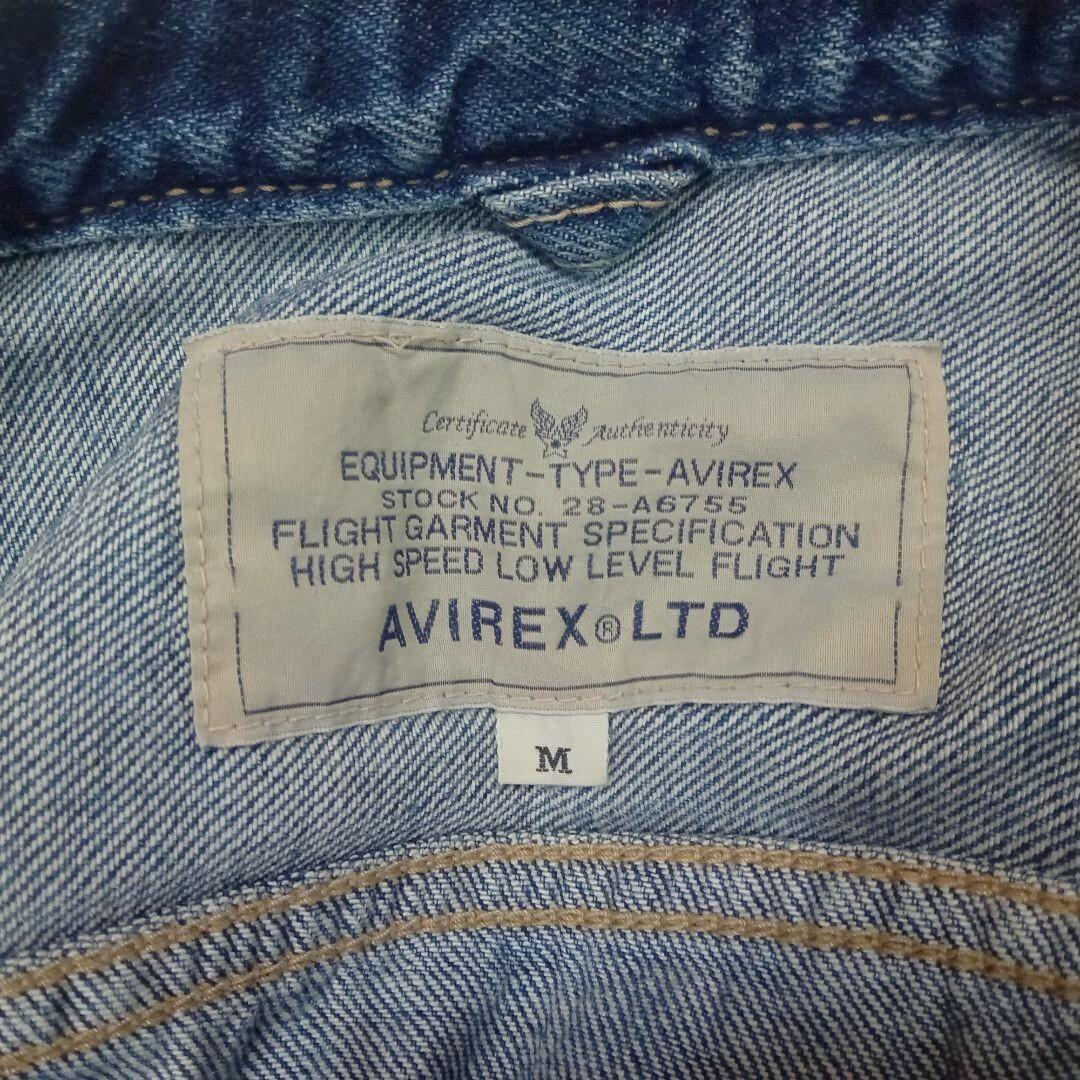 Certificate Authenticity
EQUIPMENT-TYPE-AVIREX
STOCK NO. 28-A6755
FLIGHT GARMENT SPECIFICATION
HIGH SPEED LOW LEVEL FLIGHT
AVIREX®LTD
M